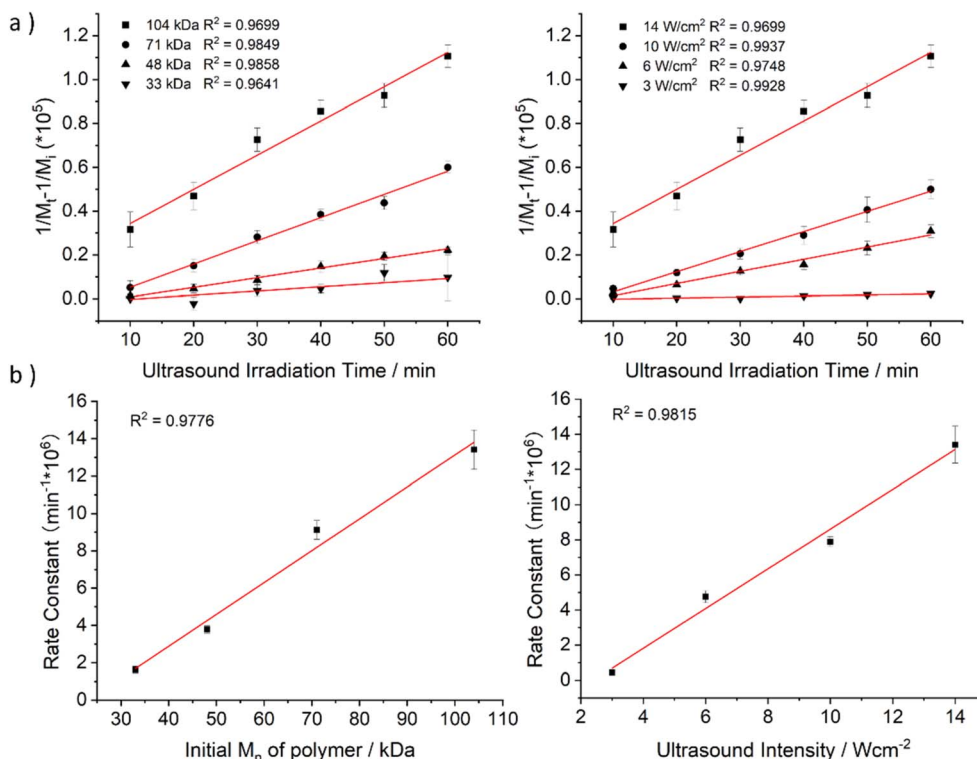 a )
104 kDa R² = 0.9699
71 kDa R² = 0.9849
48 kDa R² = 0.9858
33 kDa R² = 0.9641
1/Mt-1/Mi (*10⁵)
1.2
1.0
0.8
0.6
0.4
0.2
0.0
10 20 30 40 50 60
Ultrasound Irradiation Time / min
14 W/cm² R² = 0.9699
10 W/cm² R² = 0.9937
6 W/cm² R² = 0.9748
3 W/cm² R² = 0.9928
1/Mt-1/Mi (*10⁵)
1.2
1.0
0.8
0.6
0.4
0.2
0.0
10 20 30 40 50 60
Ultrasound Irradiation Time / min
b )
R² = 0.9776
Rate Constant (min⁻¹*10⁶)
16
14
12
10
8
6
4
2
0
30 40 50 60 70 80 90 100 110
Initial Mn of polymer / kDa
R² = 0.9815
Rate Constant (min⁻¹*10⁶)
16
14
12
10
8
6
4
2
0
2 4 6 8 10 12 14
Ultrasound Intensity / Wcm⁻²